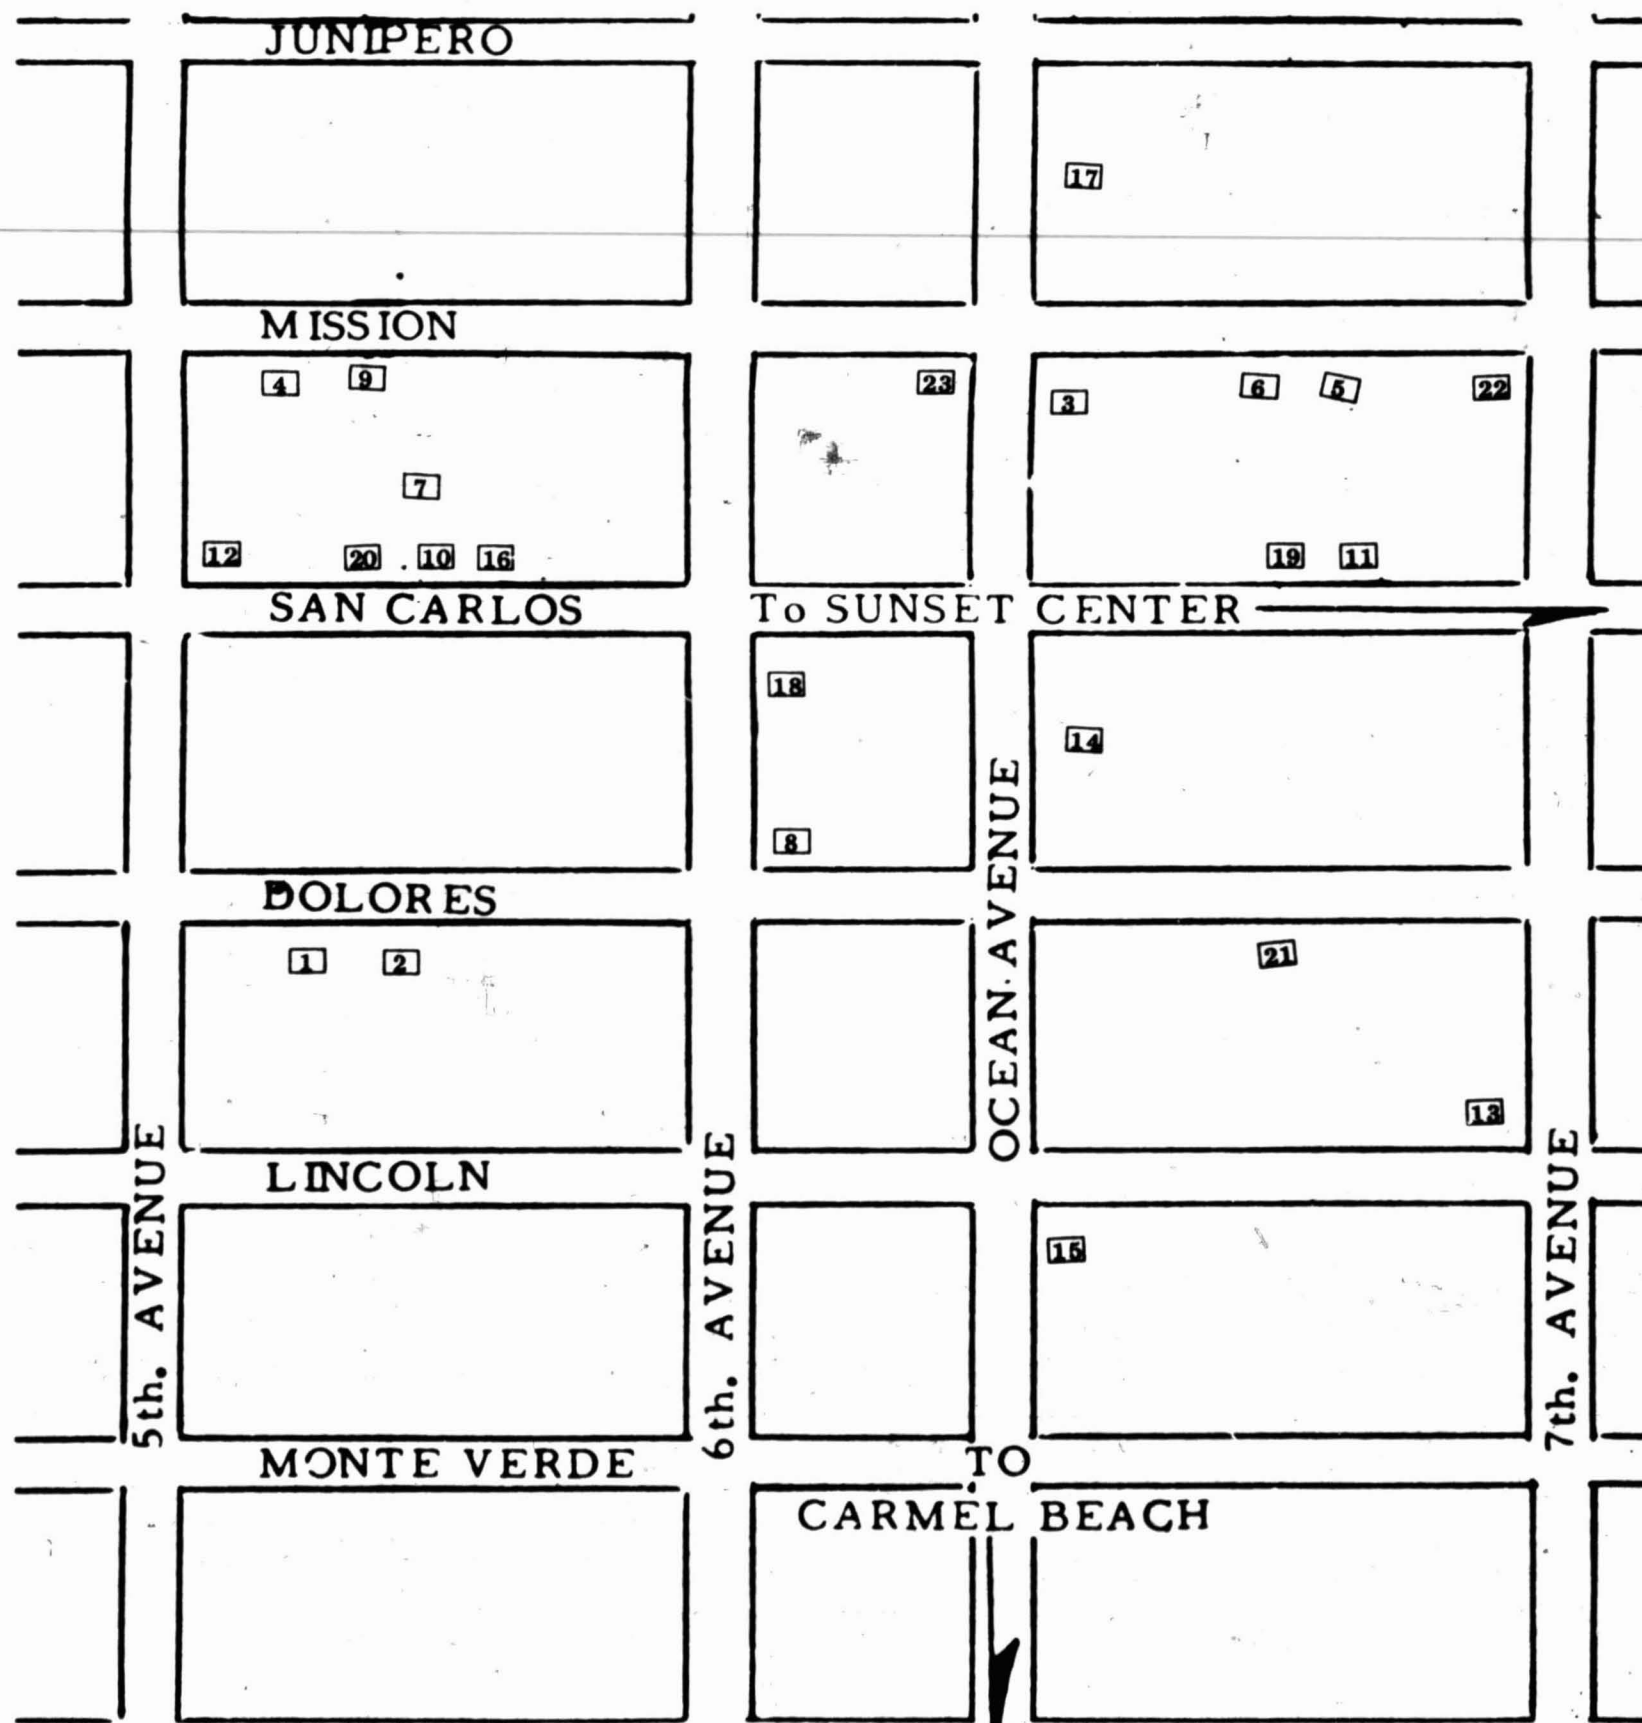 JUNIPERO
17
MISSION
4 9 23 3 6 5 22
7
12 20 10 16 19 11
SAN CARLOS To SUNSET CENTER
18
14
8
OCEAN AVENUE
DOLORES
1 2 21
13
5th. AVENUE
6th. AVENUE
7th. AVENUE
LINCOLN
15
MONTE VERDE TO
CARMEL BEACH